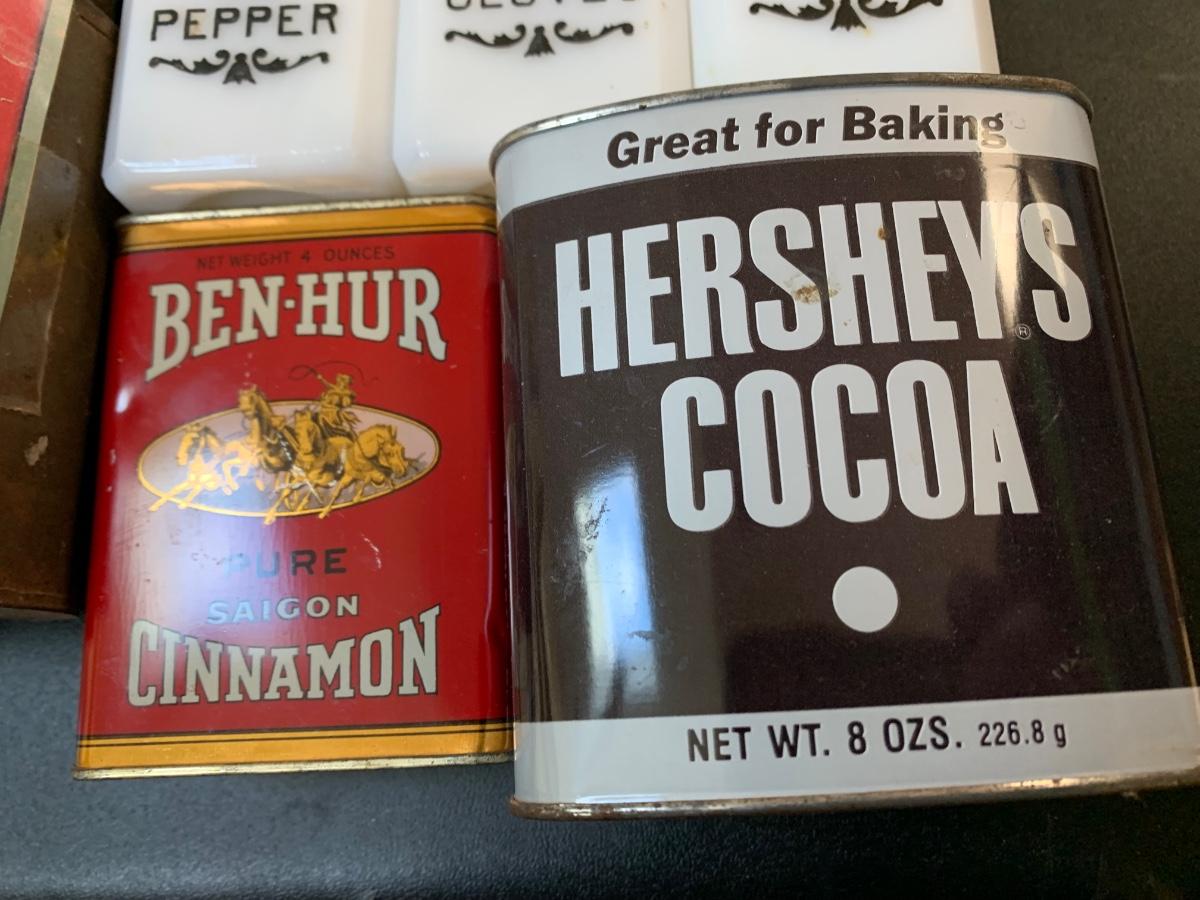 PEPPER
NET WEIGHT 4 OUNCES
BEN-HUR
PURE
SAIGON
CINNAMON
Great for Baking
HERSHEY'S®
COCOA
NET WT. 8 OZS. 226.8 g